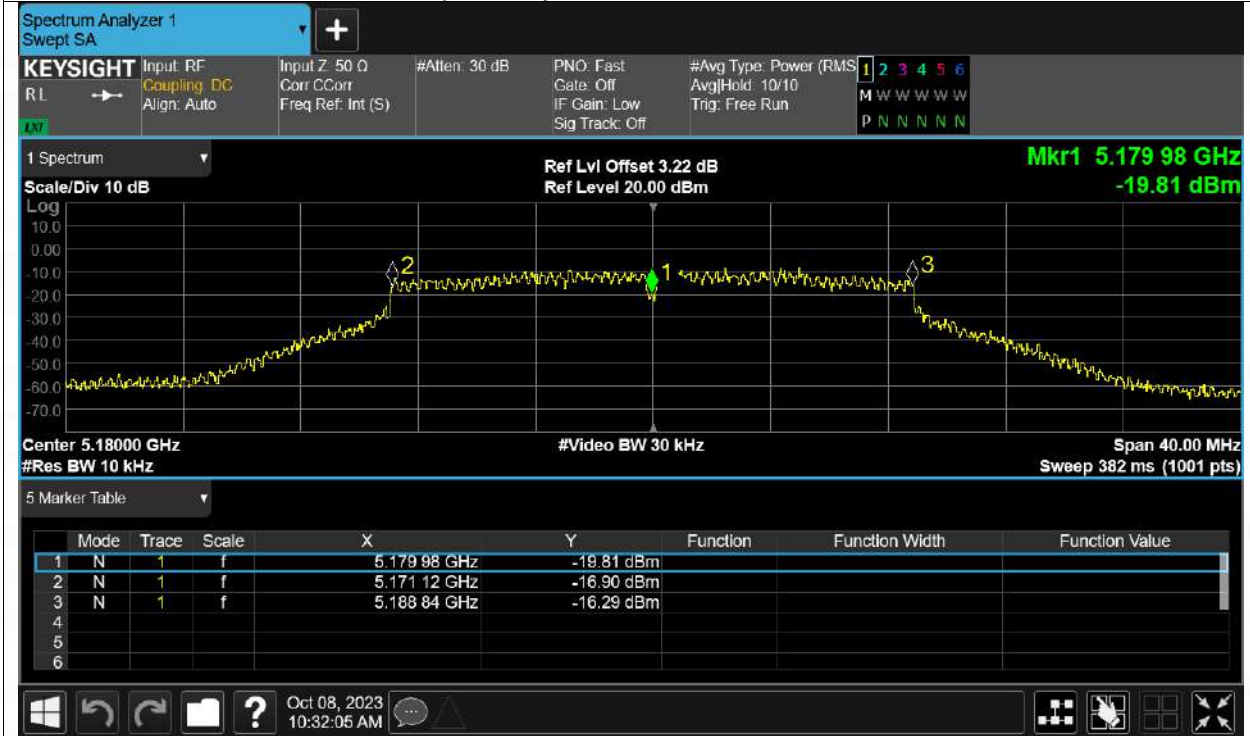 Spectrum Analyzer 1
Swept SA
+
KEYSIGHT Input: RF Input Z: 50 Ω #Atten: 30 dB PNO: Fast #Avg Type: Power (RMS 1 2 3 4 5 6
RL Coupling: DC Corr CCorr Gate: Off Avg|Hold: 10/10 M W W W W W
Align: Auto Freq Ref: Int (S) IF Gain: Low Trig: Free Run
LXI Sig Track: Off P N N N N N
1 Spectrum Ref Lvl Offset 3.22 dB Mkr1 5.179 98 GHz
Scale/Div 10 dB Ref Level 20.00 dBm -19.81 dBm
Log
10.0
0.00
-10.0 2 1 3
-20.0
-30.0
-40.0
-50.0
-60.0
-70.0
Center 5.18000 GHz #Video BW 30 kHz Span 40.00 MHz
#Res BW 10 kHz Sweep 382 ms (1001 pts)
5 Marker Table
Mode Trace Scale X Y Function Function Width Function Value
1 N 1 f 5.179 98 GHz -19.81 dBm
2 N 1 f 5.171 12 GHz -16.90 dBm
3 N 1 f 5.188 84 GHz -16.29 dBm
4
5
6
? Oct 08, 2023
10:32:05 AM